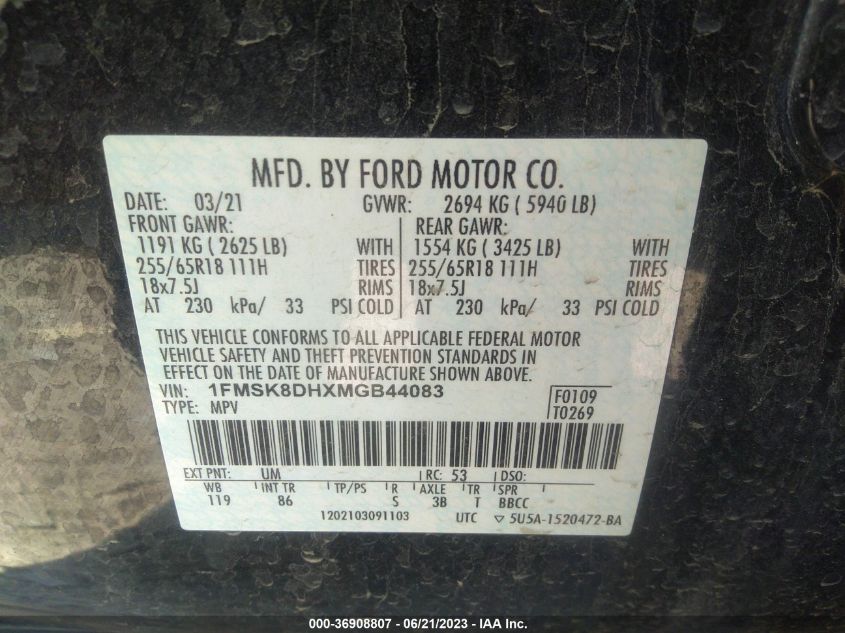 MFD. BY FORD MOTOR CO.
DATE: 03/21 GVWR: 2694 KG ( 5940 LB)
FRONT GAWR: REAR GAWR:
1191 KG ( 2625 LB) WITH 1554 KG ( 3425 LB) WITH
255/65R18 111H TIRES 255/65R18 111H TIRES
18x7.5J RIMS 18x7.5J RIMS
AT 230 kPa/ 33 PSI COLD AT 230 kPa/ 33 PSI COLD
THIS VEHICLE CONFORMS TO ALL APPLICABLE FEDERAL MOTOR
VEHICLE SAFETY AND THEFT PREVENTION STANDARDS IN
EFFECT ON THE DATE OF MANUFACTURE SHOWN ABOVE.
VIN: 1FMSK8DHXMGB44083 F0109
TYPE: MPV T0269
EXT PNT: UM RC: 53 DSO:
WB INT TR TP/PS R AXLE TR SPR
119 86 S 3B T BBCC
1202103091103 UTC ▽ 5U5A-1520472-BA
000-36908807 - 06/21/2023 - IAA Inc.